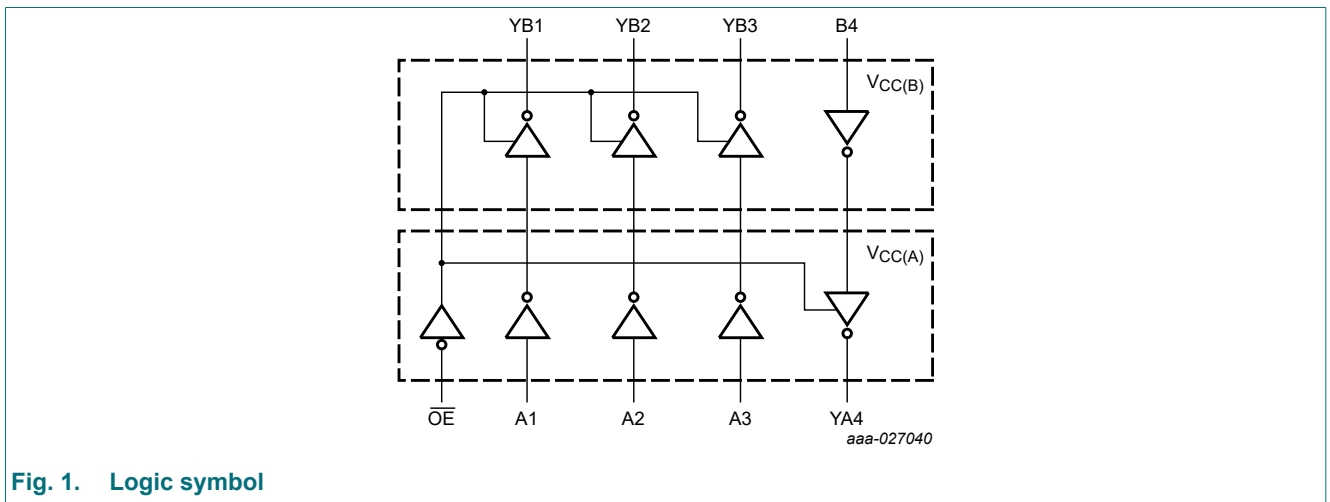 YB1 YB2 YB3 B4
VCC(B)
VCC(A)
OE A1 A2 A3 YA4
aaa-027040
Fig. 1. Logic symbol